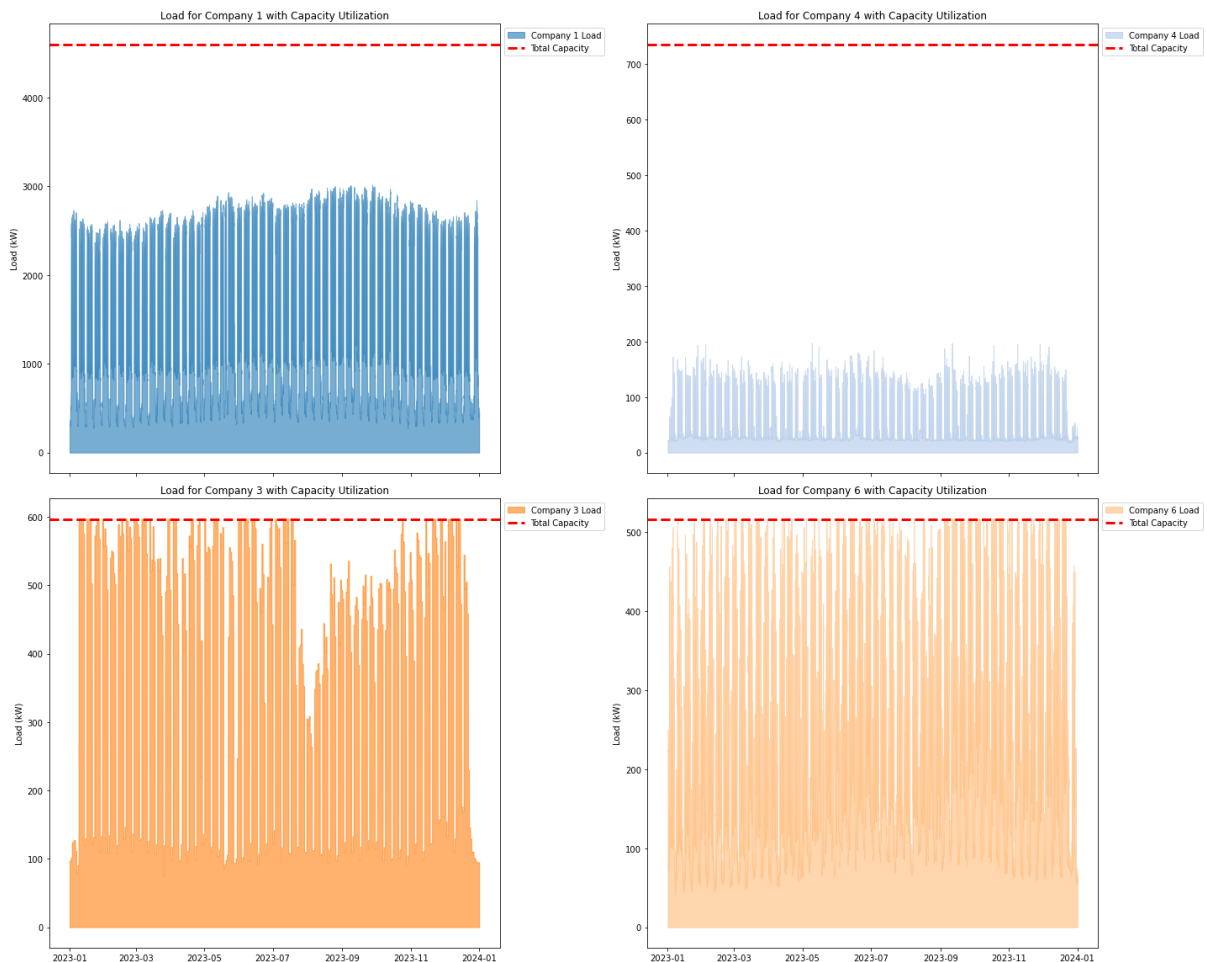 Load for Company 1 with Capacity Utilization
Company 1 Load
Total Capacity
4000
3000
2000
1000
0
Load (kW)
Load for Company 4 with Capacity Utilization
Company 4 Load
Total Capacity
700
600
500
400
300
200
100
0
Load (kW)
Load for Company 3 with Capacity Utilization
Company 3 Load
Total Capacity
600
500
400
300
200
100
0
Load (kW)
2023-01 2023-03 2023-05 2023-07 2023-09 2023-11 2024-01
Load for Company 6 with Capacity Utilization
Company 6 Load
Total Capacity
500
400
300
200
100
0
Load (kW)
2023-01 2023-03 2023-05 2023-07 2023-09 2023-11 2024-01